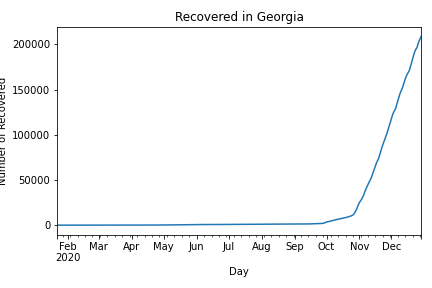 Recovered in Georgia
200000
150000
100000
50000
0
Number of Recovered
Feb Mar Apr May Jun Jul Aug Sep Oct Nov Dec
2020
Day